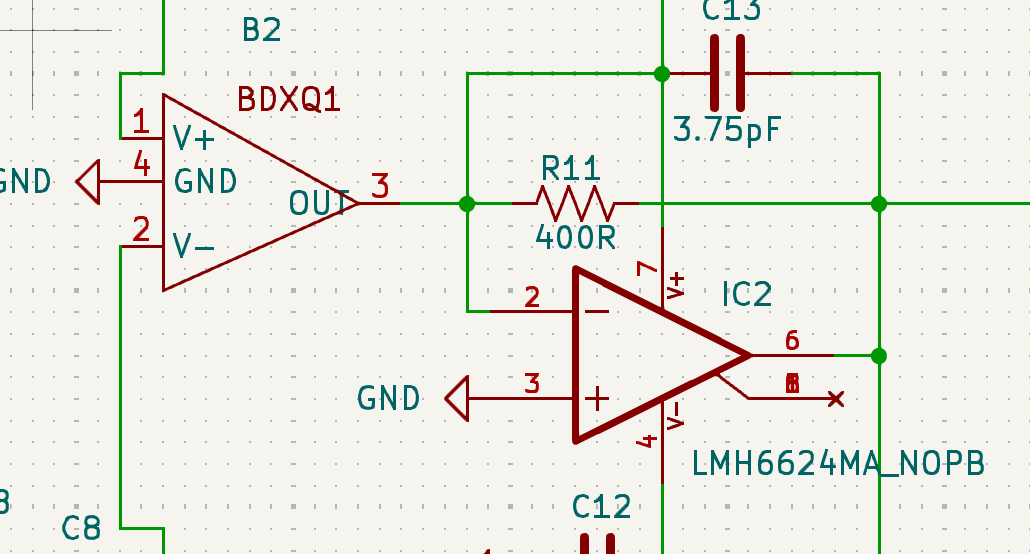 C13
B2
BDXQ1
1
V+
3.75pF
4
GND
GND
R11
3
OUT
2
V-
400R
7
V+
IC2
2
-
6
GND
3
+
V-
4
LMH6624MA_NOPB
C12
C8